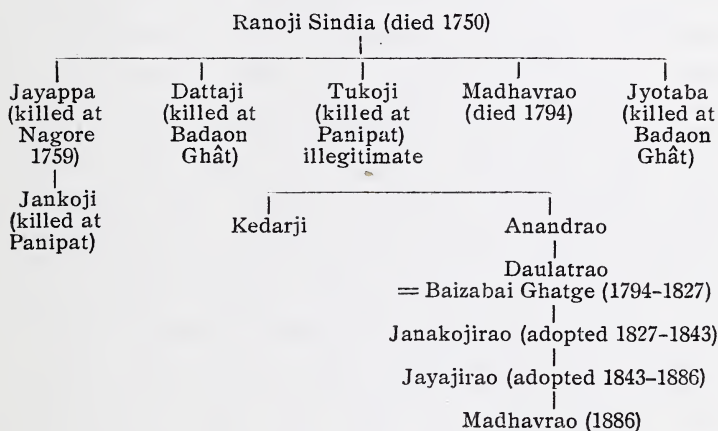 Ranoji Sindia (died 1750)
Jayappa
(killed at
Nagore
1759)
Dattaji
(killed at
Badaon
Ghât)
Tukoji
(killed at
Panipat)
illegitimate
Madhavrao
(died 1794)
Jyotaba
(killed at
Badaon
Ghât)
Jankoji
(killed at
Panipat)
Kedarji
Anandrao
Daulatrao
= Baizabai Ghatge (1794–1827)
Janakojirao (adopted 1827–1843)
Jayajirao (adopted 1843–1886)
Madhavrao (1886)